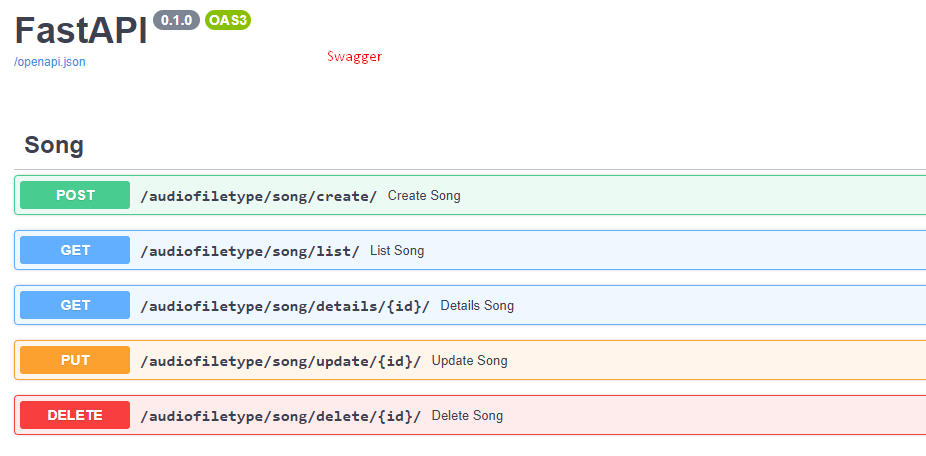 FastAPI 0.1.0 OAS3
/openapi.json
Swagger
Song
POST /audiofiletype/song/create/ Create Song
GET /audiofiletype/song/list/ List Song
GET /audiofiletype/song/details/{id}/ Details Song
PUT /audiofiletype/song/update/{id}/ Update Song
DELETE /audiofiletype/song/delete/{id}/ Delete Song